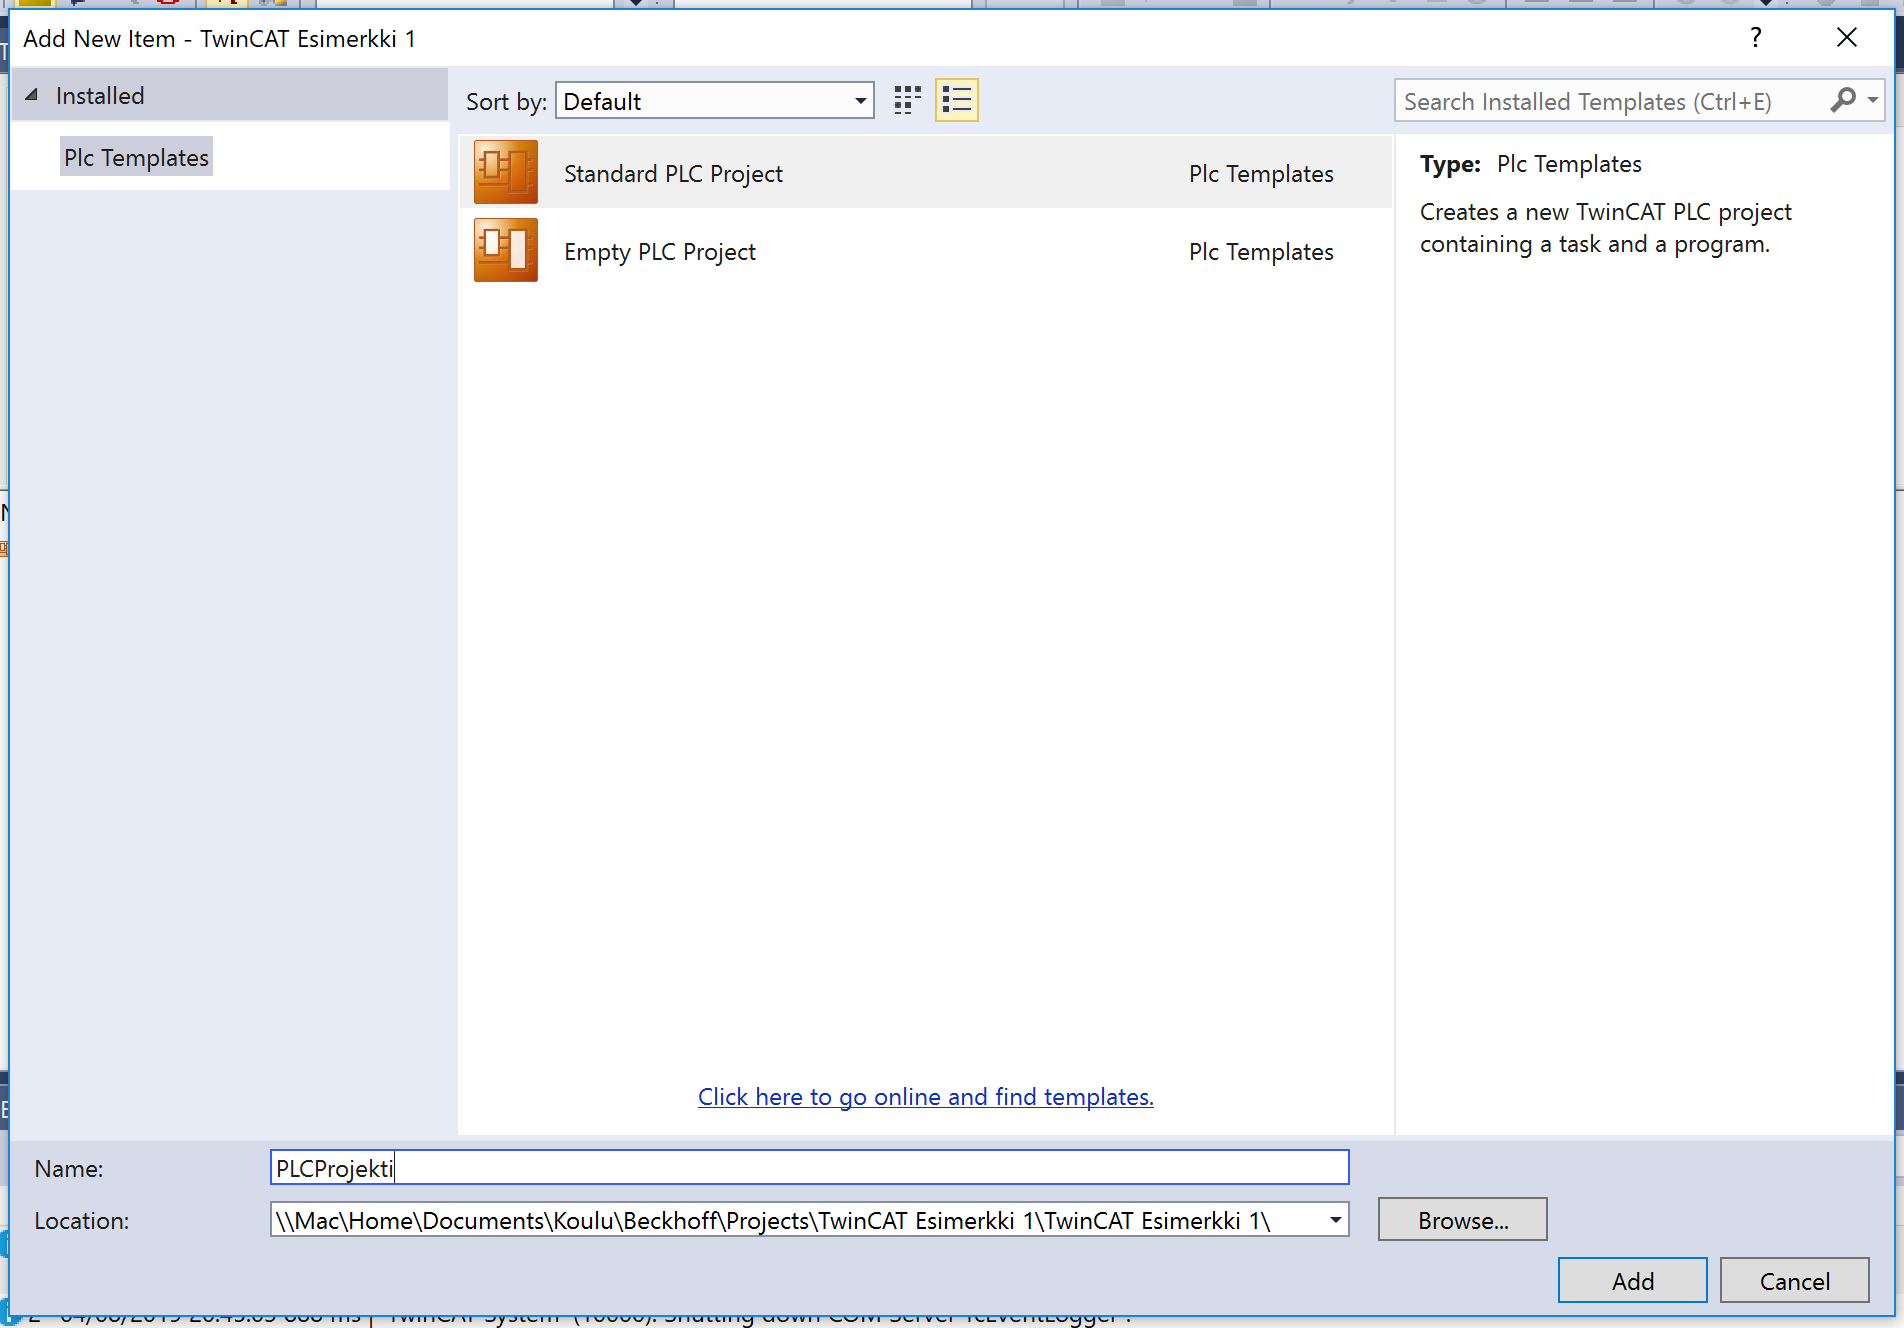 Add New Item - TwinCAT Esimerkki 1
?
Installed
Sort by: Default
Search Installed Templates (Ctrl+E)
Plc Templates
Standard PLC Project Plc Templates
Empty PLC Project Plc Templates
Type: Plc Templates
Creates a new TwinCAT PLC project
containing a task and a program.
Click here to go online and find templates.
Name: PLCProjekti
Location: \\Mac\Home\Documents\Koulu\Beckhoff\Projects\TwinCAT Esimerkki 1\TwinCAT Esimerkki 1\
Browse...
Add Cancel